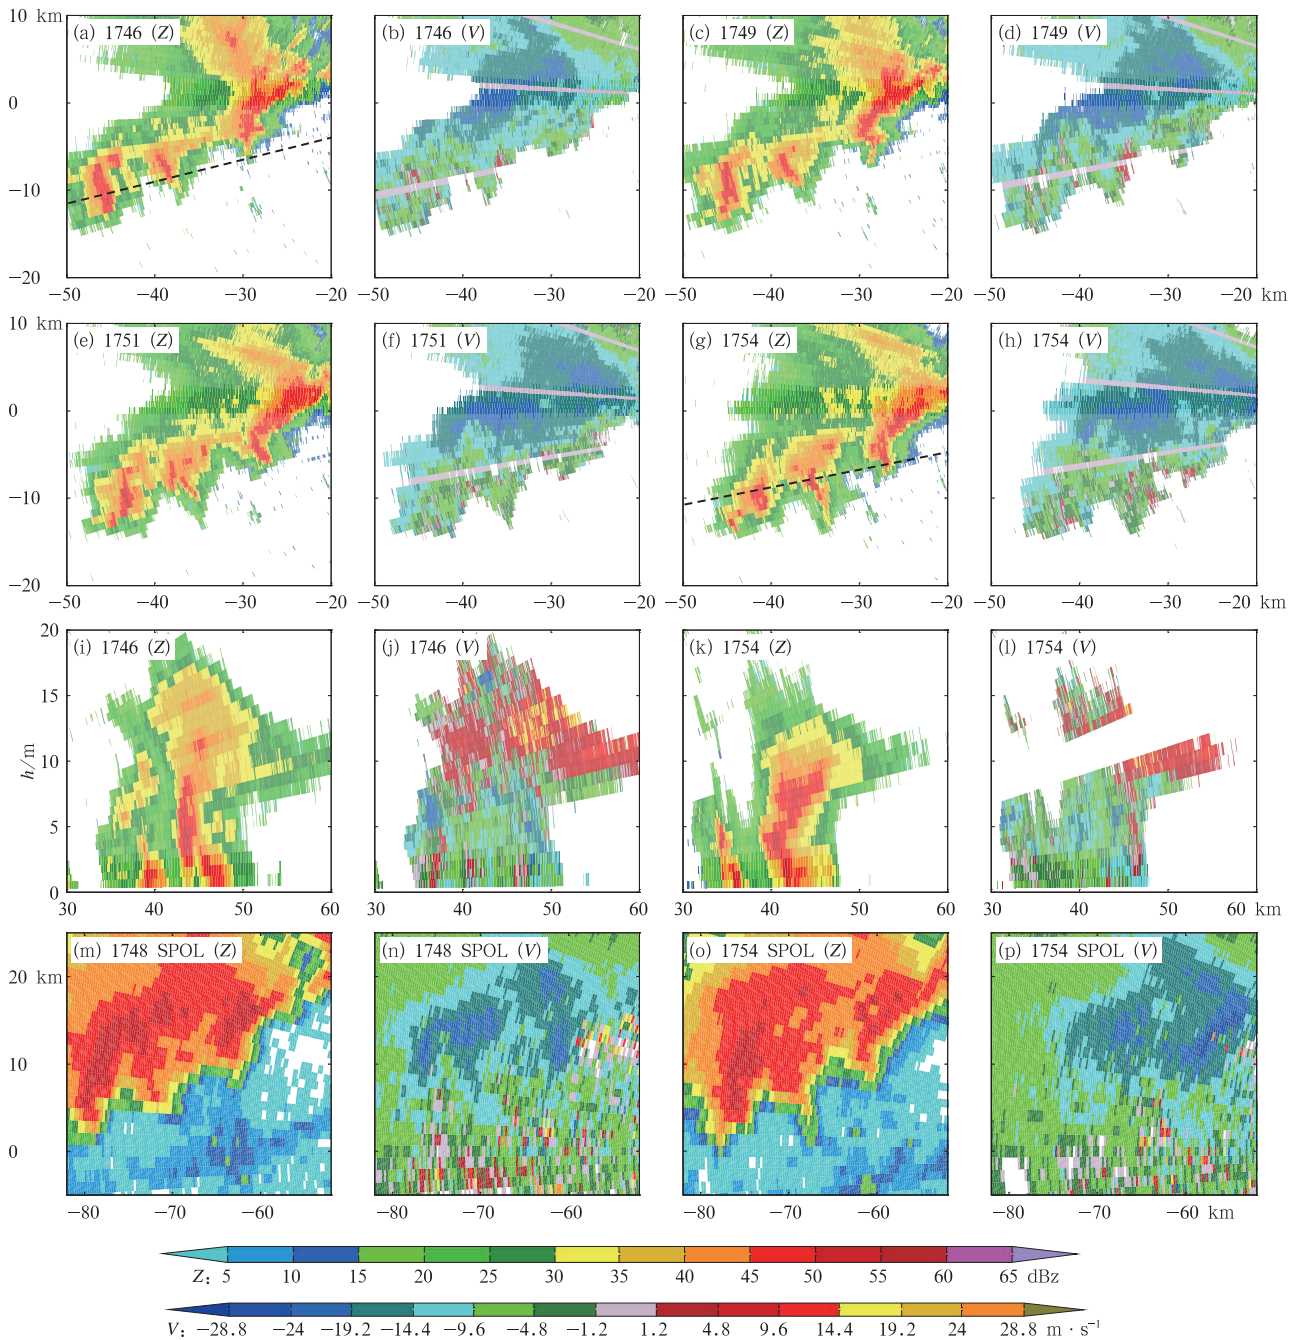 10 km (a) 1746 (Z) (b) 1746 (V) (c) 1749 (Z) (d) 1749 (V)
0
−10
−20
−50 −40 −30 −20 −50 −40 −30 −20 −50 −40 −30 −20 −50 −40 −30 −20 km
10 km (e) 1751 (Z) (f) 1751 (V) (g) 1754 (Z) (h) 1754 (V)
0
−10
−20
−50 −40 −30 −20 −50 −40 −30 −20 −50 −40 −30 −20 −50 −40 −30 −20 km
20 (i) 1746 (Z) (j) 1746 (V) (k) 1754 (Z) (l) 1754 (V)
15
h/m
10
5
0
30 40 50 60 30 40 50 60 30 40 50 60 30 40 50 60 km
(m) 1748 SPOL (Z) (n) 1748 SPOL (V) (o) 1754 SPOL (Z) (p) 1754 SPOL (V)
20 km
10
0
−80 −70 −60 −80 −70 −60 −80 −70 −60 −80 −70 −60 km
Z: 5 10 15 20 25 30 35 40 45 50 55 60 65 dBz
V: −28.8 −24 −19.2 −14.4 −9.6 −4.8 −1.2 1.2 4.8 9.6 14.4 19.2 24 28.8 m · s⁻¹